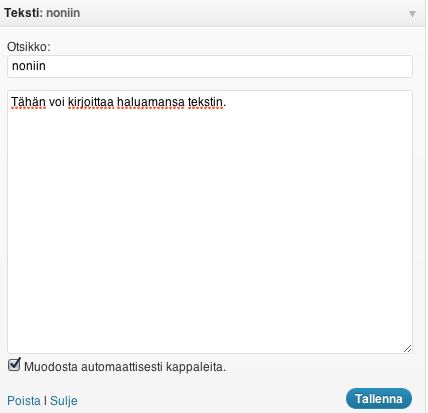 Teksti: noniin
Otsikko:
noniin
Tähän voi kirjoittaa haluamansa tekstin.
Muodosta automaattisesti kappaleita.
Poista | Sulje
Tallenna